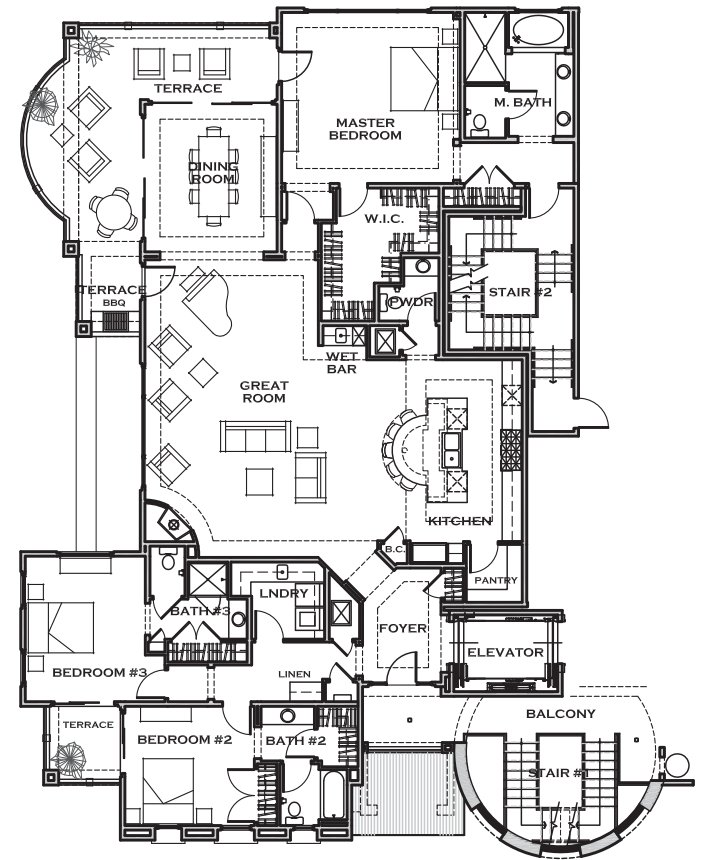 TERRACE
M. BATH
MASTER
BEDROOM
DINING
ROOM
W.I.C.
TERRACE
BBQ
PWDR
STAIR #2
WET
BAR
GREAT
ROOM
KITCHEN
B.C.
PANTRY
LNDRY
BATH #3
FOYER
ELEVATOR
BEDROOM #3
LINEN
TERRACE
BEDROOM #2
BATH #2
BALCONY
STAIR #1